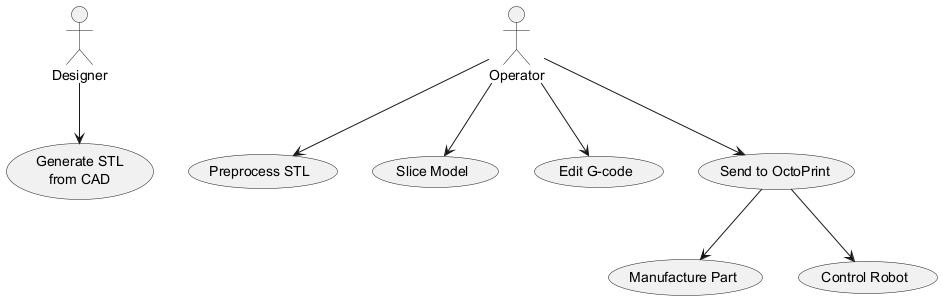 Designer
Operator
Generate STL
from CAD
Preprocess STL
Slice Model
Edit G-code
Send to OctoPrint
Manufacture Part
Control Robot